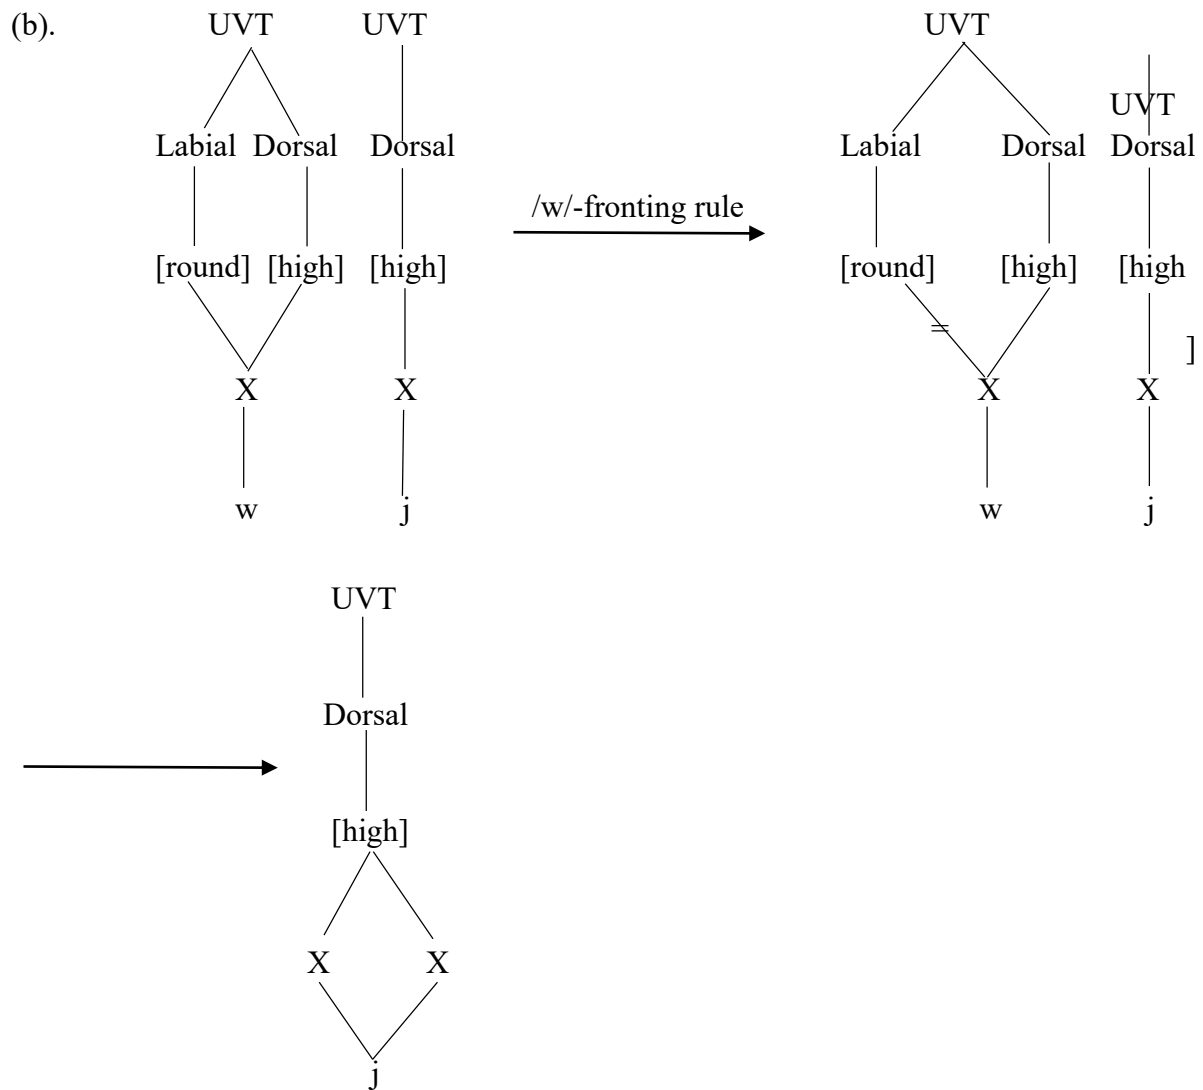 (b). UVT UVT UVT
UVT
Labial Dorsal Dorsal Labial Dorsal Dorsal
/w/-fronting rule
[round] [high] [high] [round] [high] [high
=
]
X X X X
w j w j
UVT
Dorsal
[high]
X X
j